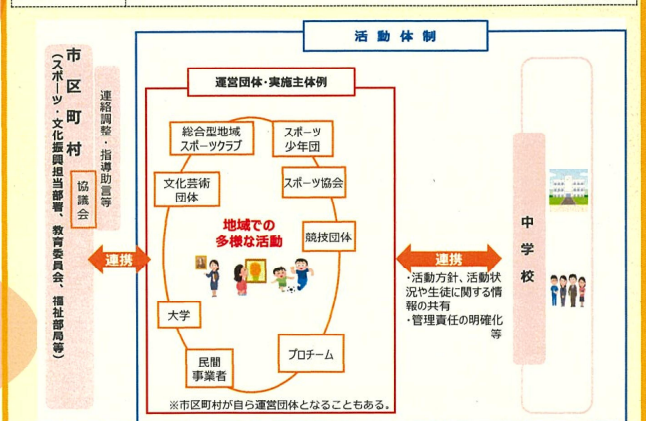 活動体制
市区町村
（スポーツ・文化振興担当部署、教育委員会、福祉部局等）
協議会
連絡調整・指導助言等
連携
運営団体・実施主体例
総合型地域
スポーツクラブ
スポーツ
少年団
文化芸術
団体
スポーツ協会
競技団体
地域での
多様な活動
大学
民間
事業者
プロチーム
※市区町村が自ら運営団体となることもある。
連携
・活動方針、活動状
況や生徒に関する情
報の共有
・管理責任の明確化
等
中学校